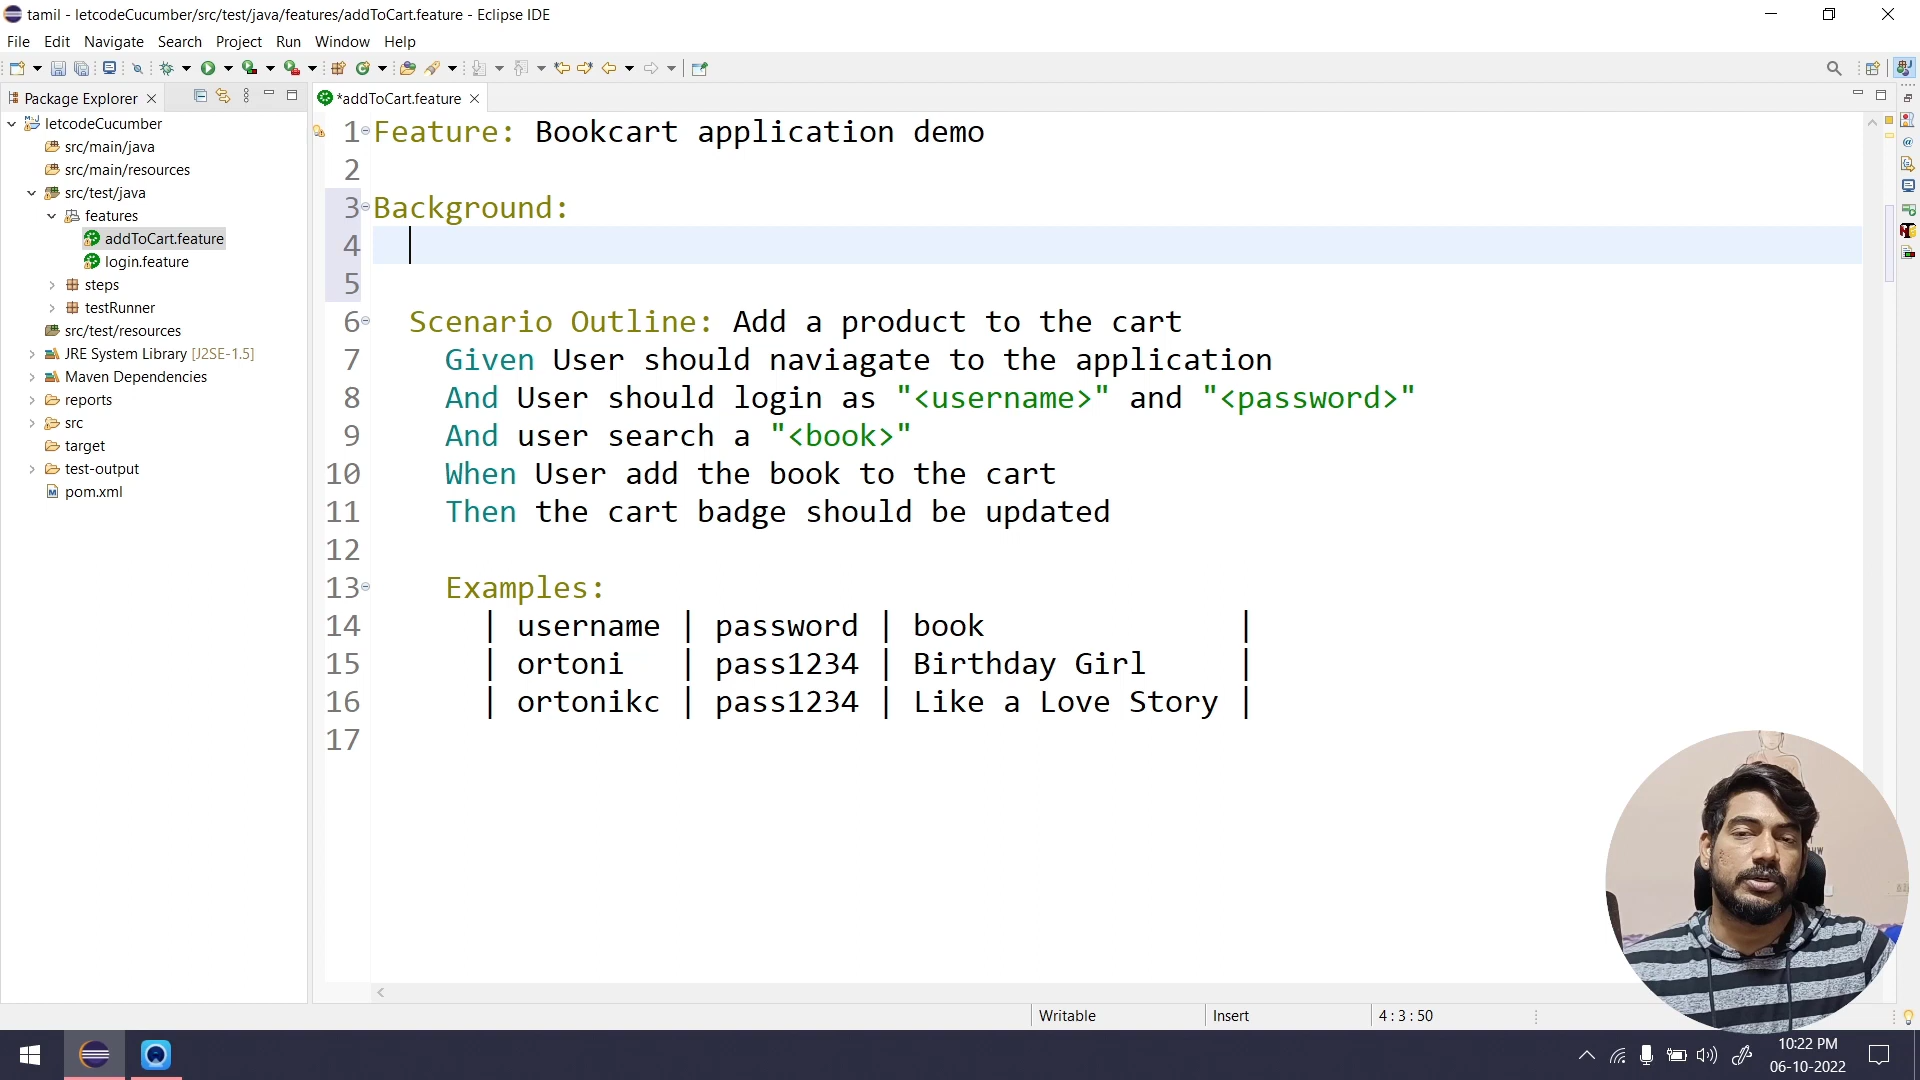 tamil - letcodeCucumber/src/test/java/features/addToCart.feature - Eclipse IDE
File Edit Navigate Search Project Run Window Help
Package Explorer
*addToCart.feature
letcodeCucumber
src/main/java
src/main/resources
src/test/java
features
addToCart.feature
login.feature
steps
testRunner
src/test/resources
JRE System Library [J2SE-1.5]
Maven Dependencies
reports
src
target
test-output
pom.xml
1 Feature: Bookcart application demo
2
3 Background:
4
5
6 Scenario Outline: Add a product to the cart
7 Given User should naviagate to the application
8 And User should login as "<username>" and "<password>"
9 And user search a "<book>"
10 When User add the book to the cart
11 Then the cart badge should be updated
12
13 Examples:
14 | username | password | book |
15 | ortoni | pass1234 | Birthday Girl |
16 | ortonikc | pass1234 | Like a Love Story |
17
Writable Insert 4 : 3 : 50
10:22 PM
06-10-2022